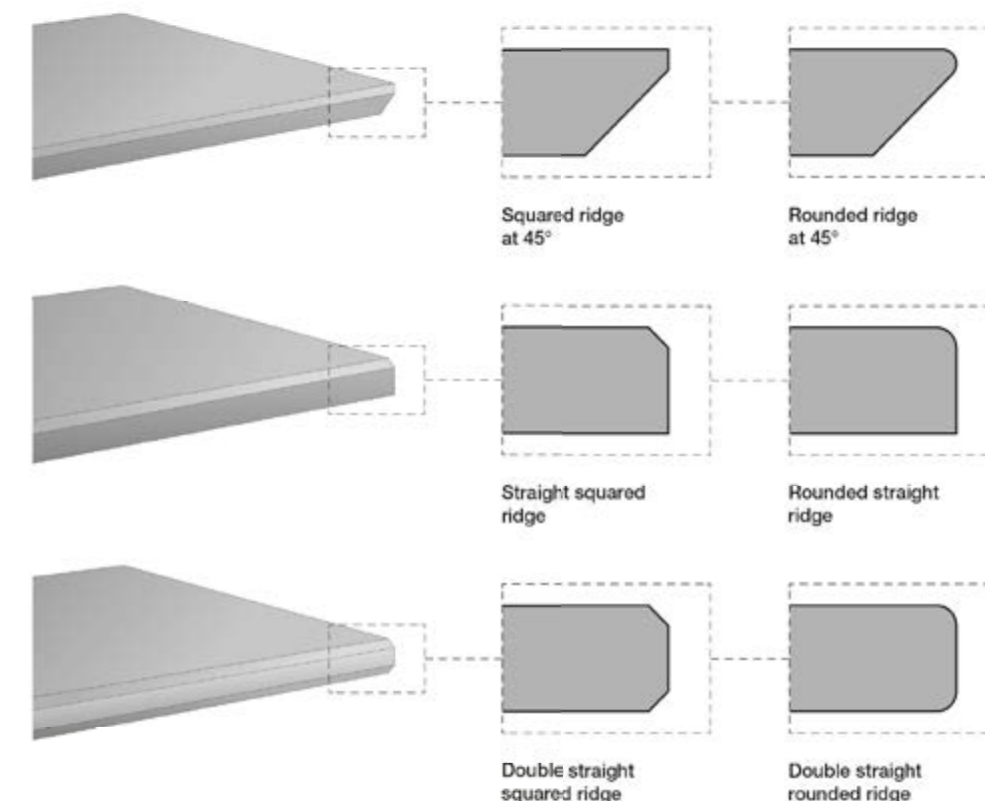 Squared ridge
at 45°
Rounded ridge
at 45°
Straight squared
ridge
Rounded straight
ridge
Double straight
squared ridge
Double straight
rounded ridge